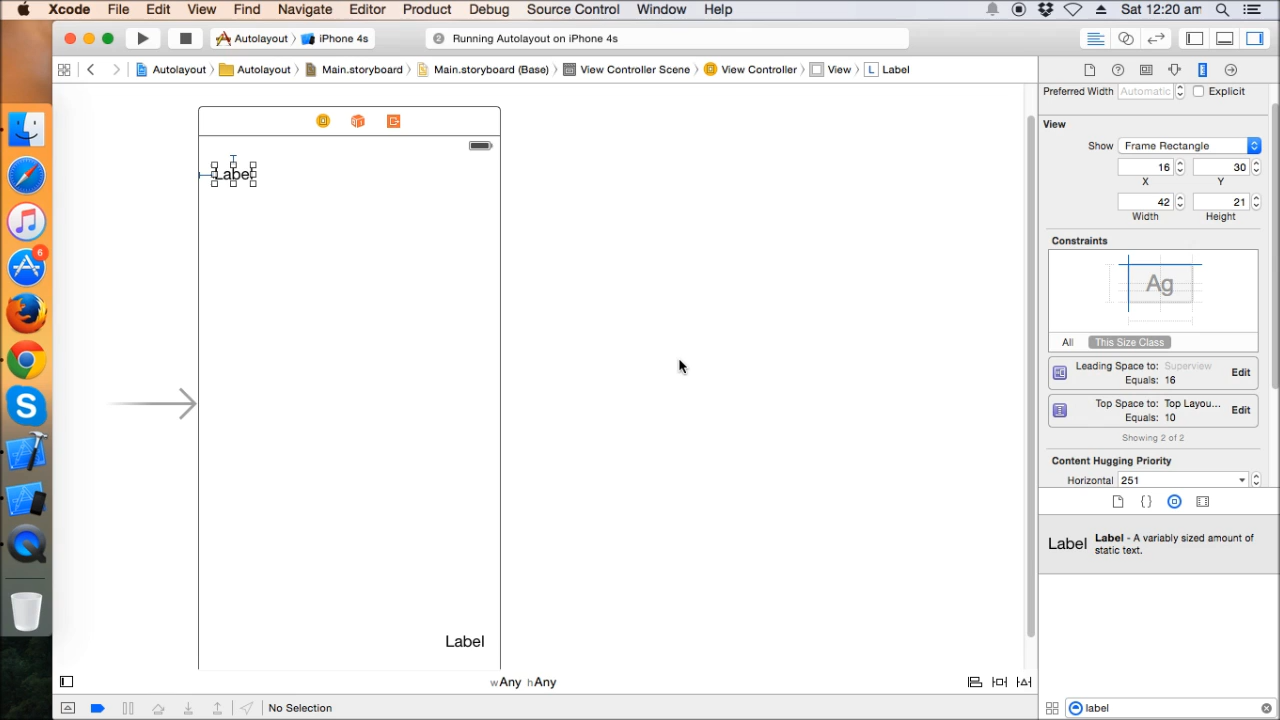 Xcode File Edit View Find Navigate Editor Product Debug Source Control Window Help Sat 12:20 am
Autolayout iPhone 4s 2 Running Autolayout on iPhone 4s
Autolayout Autolayout Main.storyboard Main.storyboard (Base) View Controller Scene View Controller View L Label
Preferred Width Automatic Explicit
View
Show Frame Rectangle
16 30
X Y
42 21
Width Height
Constraints
Ag
All This Size Class
Leading Space to: Superview
Equals: 16
Edit
Top Space to: Top Layou...
Equals: 10
Edit
Showing 2 of 2
Content Hugging Priority
Horizontal 251
Label
Label
6
S
Label
Label - A variably sized amount of
static text.
wAny hAny
No Selection
label